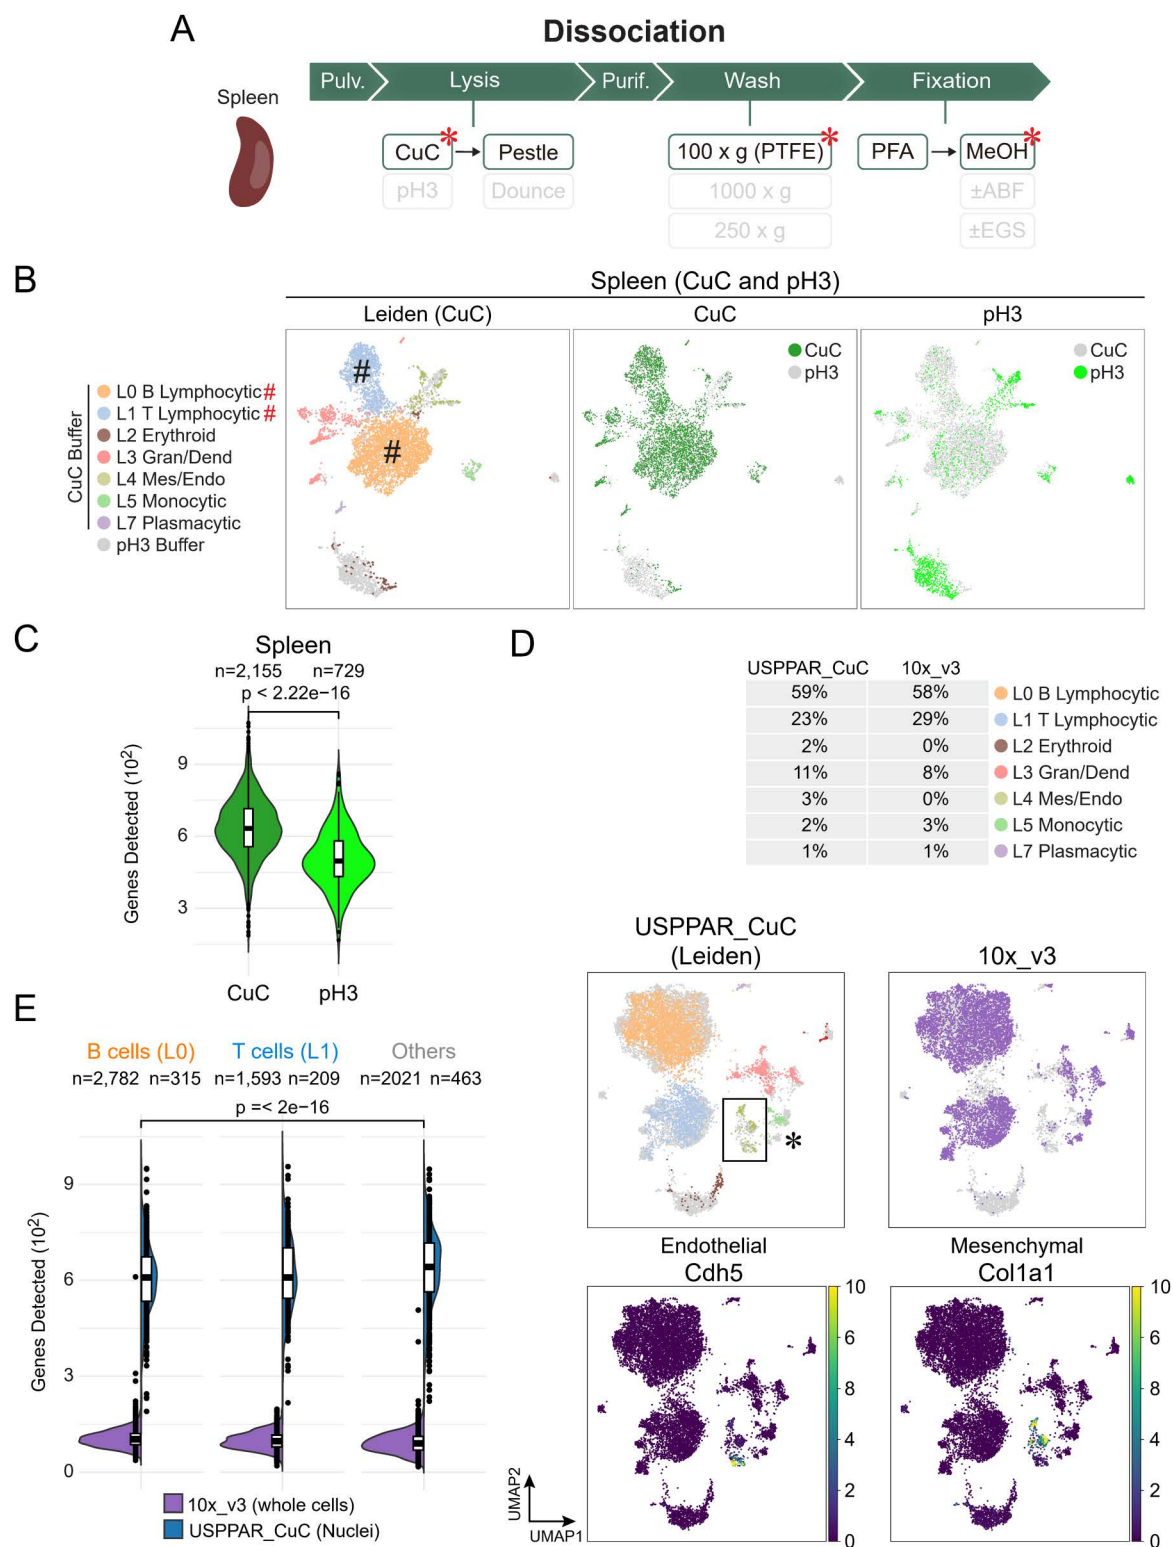 A
Dissociation
Spleen
Pulv. Lysis Purif. Wash Fixation
CuC* Pestle 100 x g (PTFE)* PFA MeOH*
pH3 Dounce 1000 x g ±ABF
250 x g ±EGS
B
Spleen (CuC and pH3)
Leiden (CuC) CuC pH3
CuC Buffer
L0 B Lymphocytic#
L1 T Lymphocytic#
L2 Erythroid
L3 Gran/Dend
L4 Mes/Endo
L5 Monocytic
L7 Plasmacytic
pH3 Buffer
#
#
CuC
pH3
CuC
pH3
C
Spleen
n=2,155 n=729
p < 2.22e−16
Genes Detected (10²)
9
6
3
CuC pH3
D
USPPAR_CuC 10x_v3
59% 58% L0 B Lymphocytic
23% 29% L1 T Lymphocytic
2% 0% L2 Erythroid
11% 8% L3 Gran/Dend
3% 0% L4 Mes/Endo
2% 3% L5 Monocytic
1% 1% L7 Plasmacytic
USPPAR_CuC
(Leiden)
10x_v3
*
Endothelial
Cdh5
Mesenchymal
Col1a1
10
6
8
4
2
0
10
6
8
4
2
0
UMAP2
UMAP1
E
B cells (L0) T cells (L1) Others
n=2,782 n=315 n=1,593 n=209 n=2021 n=463
p =< 2e−16
Genes Detected (10²)
9
6
3
0
10x_v3 (whole cells)
USPPAR_CuC (Nuclei)